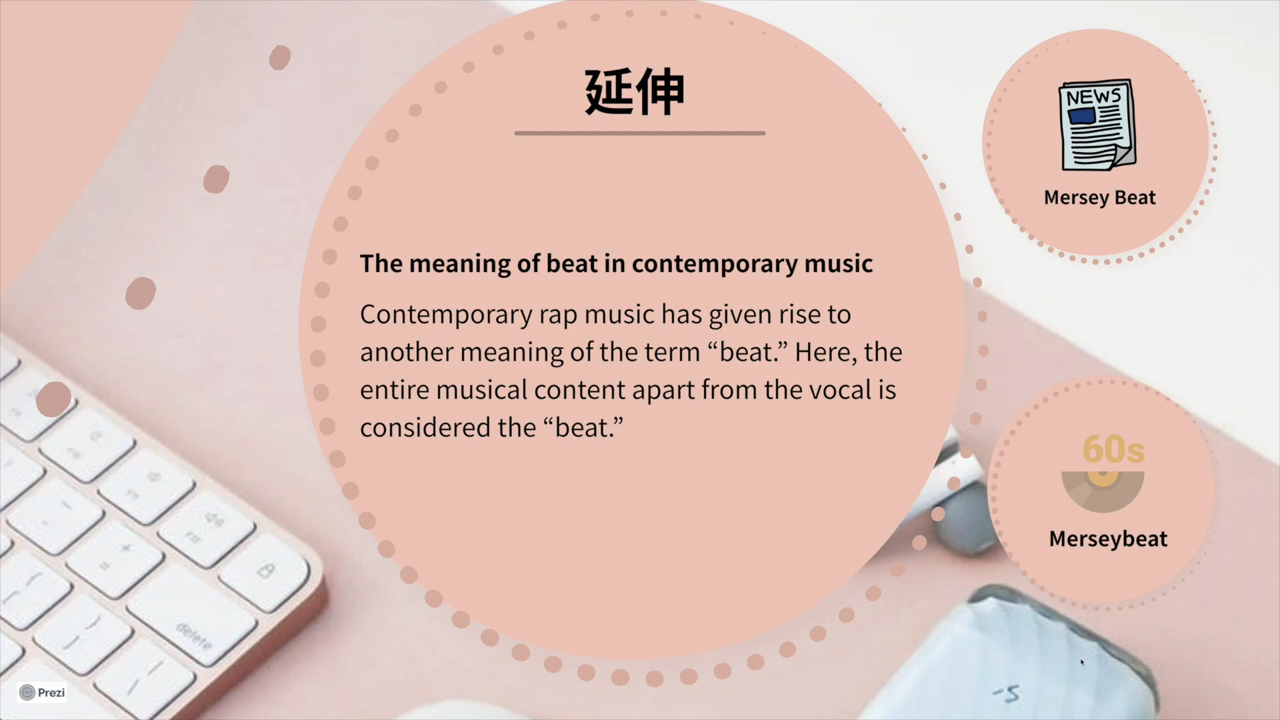 延伸
The meaning of beat in contemporary music
Contemporary rap music has given rise to
another meaning of the term “beat.” Here, the
entire musical content apart from the vocal is
considered the “beat.”
NEWS
Mersey Beat
60s
Merseybeat
delete
Prezi